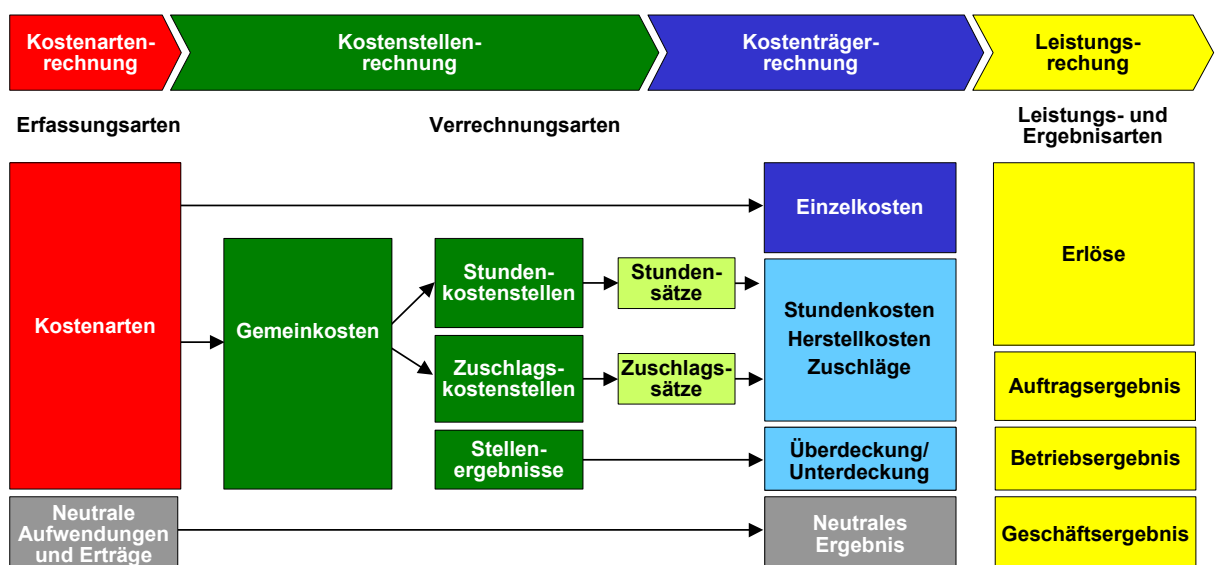 Kostenarten-
rechnung
Kostenstellen-
rechnung
Kostenträger-
rechnung
Leistungs-
rechung
Erfassungsarten
Verrechnungsarten
Leistungs- und
Ergebnisarten
Kostenarten
Gemeinkosten
Stunden-
kostenstellen
Stunden-
sätze
Zuschlags-
kostenstellen
Zuschlags-
sätze
Stellen-
ergebnisse
Einzelkosten
Stundenkosten
Herstellkosten
Zuschläge
Überdeckung/
Unterdeckung
Erlöse
Auftragsergebnis
Betriebsergebnis
Neutrale
Aufwendungen
und Erträge
Neutrales
Ergebnis
Geschäftsergebnis